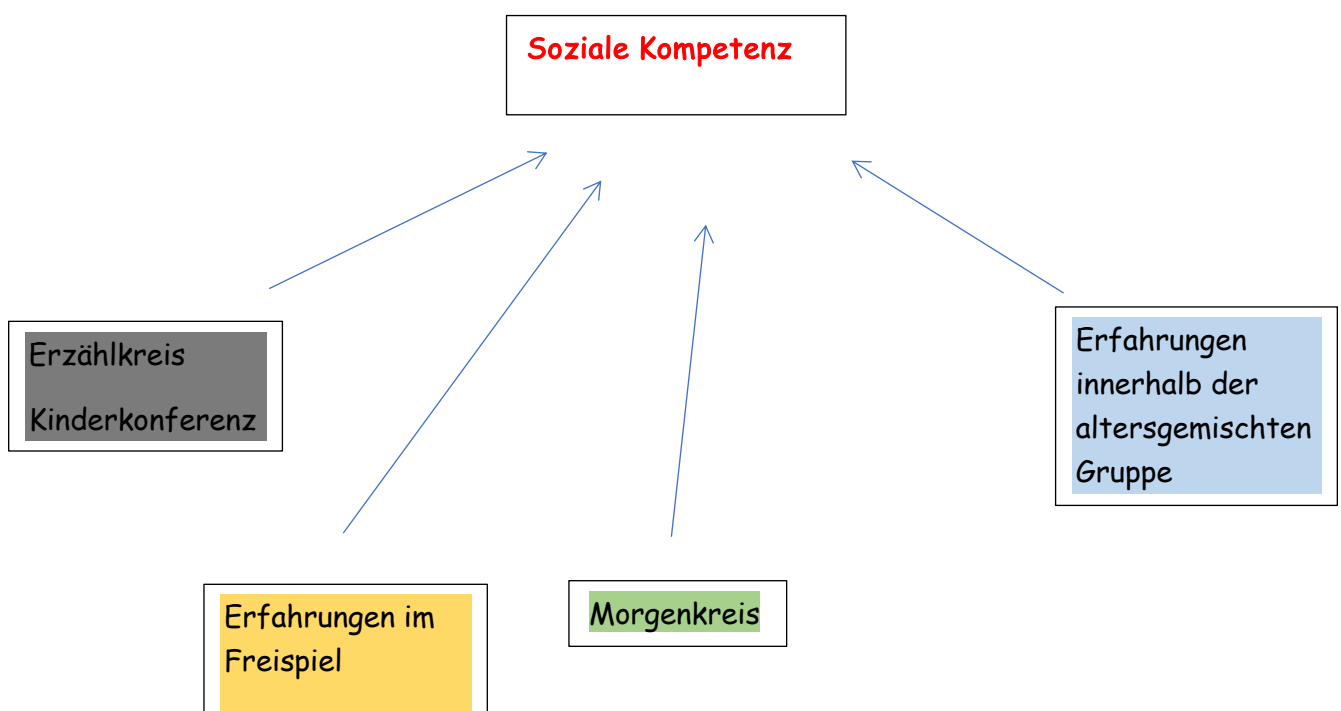 Soziale Kompetenz
Erzählkreis
Kinderkonferenz
Erfahrungen
innerhalb der
altersgemischten
Gruppe
Erfahrungen im
Freispiel
Morgenkreis